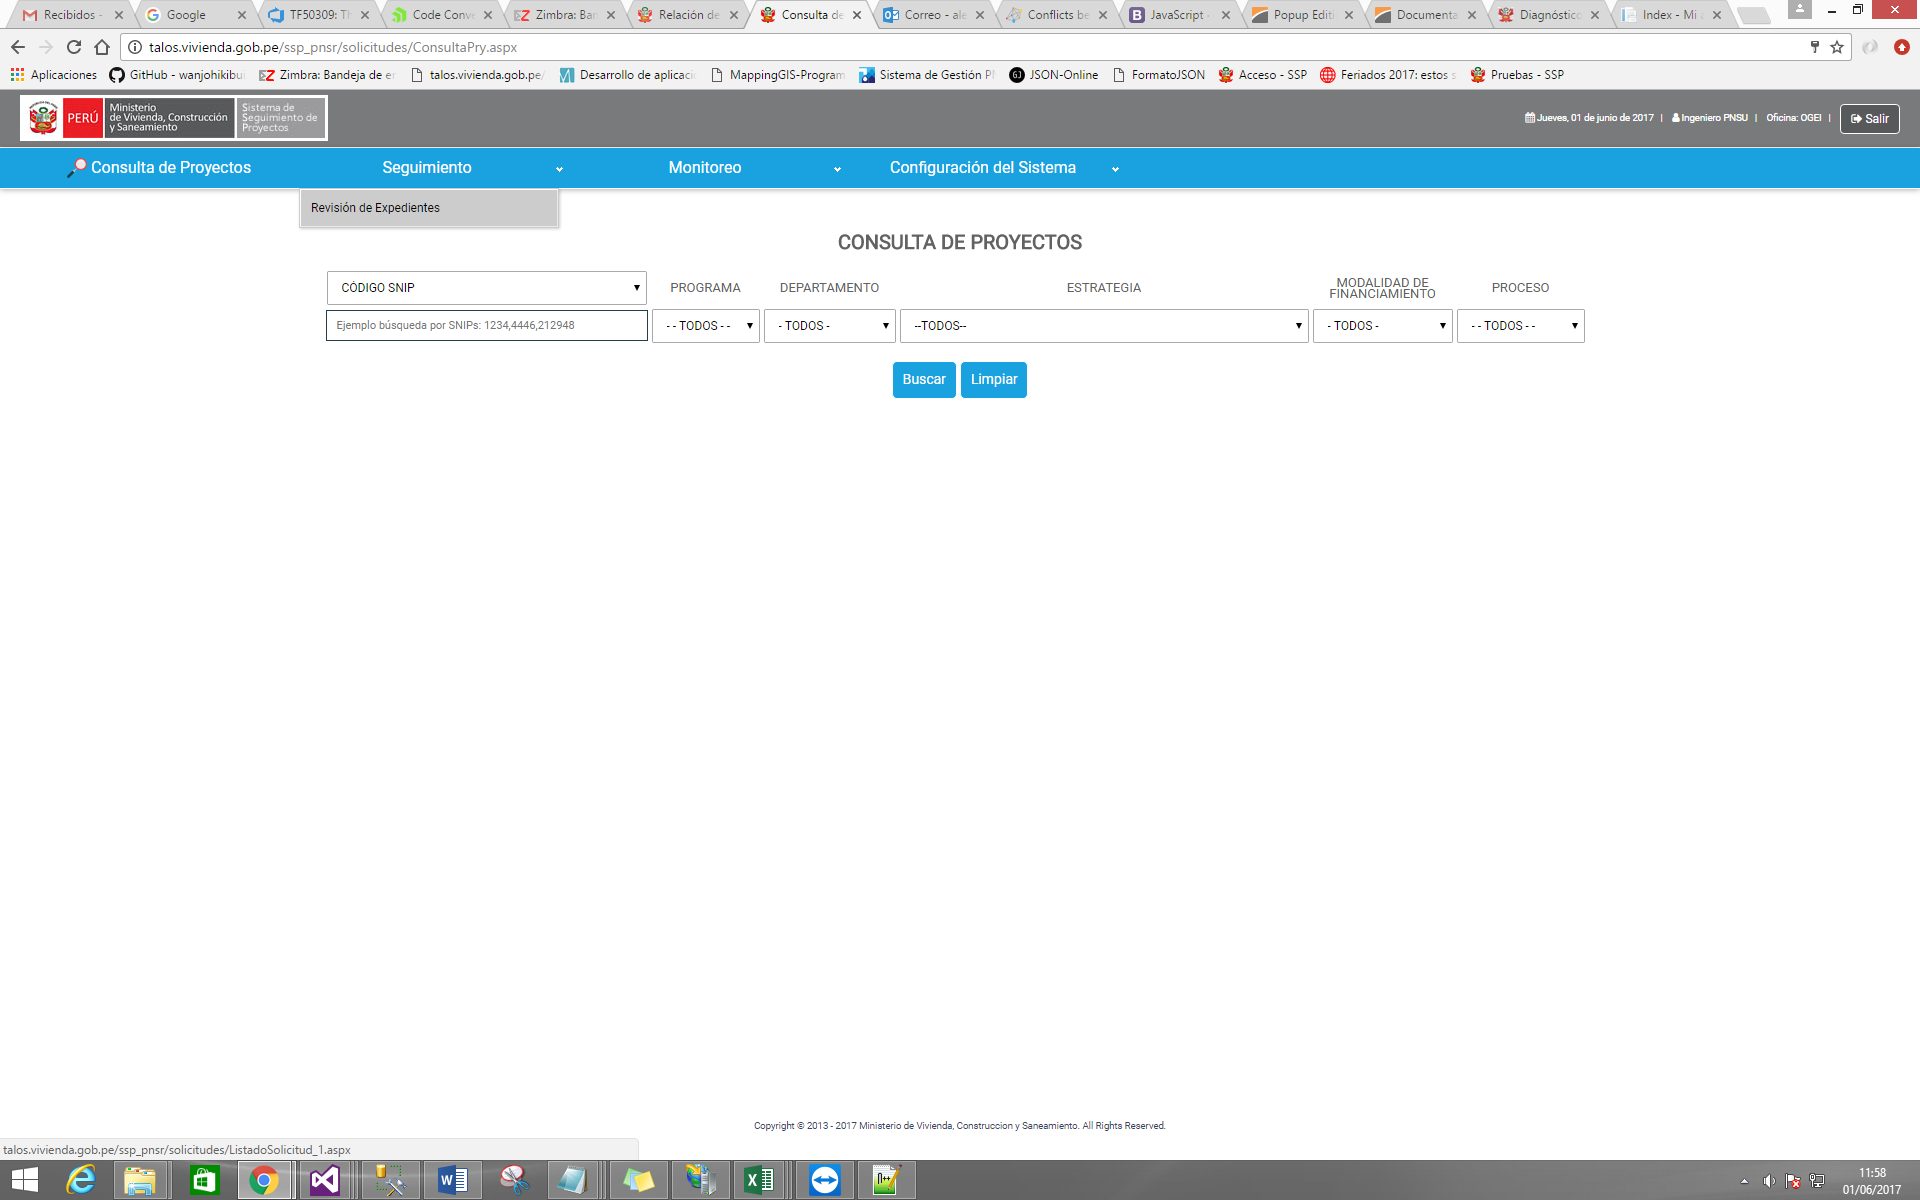 Recibidos -
Google
TF50309: Th
Code Conve
Zimbra: Ban
Relación de
Consulta de
Correo - ale
Conflicts be
JavaScript -
Popup Editi
Documenta
Diagnóstico
Index - Mi a
talos.vivienda.gob.pe/ssp_pnsr/solicitudes/ConsultaPry.aspx
Aplicaciones
GitHub - wanjohikibui
Zimbra: Bandeja de en
talos.vivienda.gob.pe/
Desarrollo de aplicaci
MappingGIS-Program
Sistema de Gestión P
JSON-Online
FormatoJSON
Acceso - SSP
Feriados 2017: estos s
Pruebas - SSP
PERÚ
Ministerio
de Vivienda, Construcción
y Saneamiento
Sistema de
Seguimiento de
Proyectos
Jueves, 01 de junio de 2017 | Ingeniero PNSU | Oficina: OGEI |
Salir
Consulta de Proyectos
Seguimiento
Monitoreo
Configuración del Sistema
Revisión de Expedientes
CONSULTA DE PROYECTOS
CÓDIGO SNIP
PROGRAMA
DEPARTAMENTO
ESTRATEGIA
MODALIDAD DE
FINANCIAMIENTO
PROCESO
Ejemplo búsqueda por SNIPs: 1234,4446,212948
- - TODOS - -
- TODOS -
--TODOS--
- TODOS -
- - TODOS - -
Buscar
Limpiar
Copyright © 2013 - 2017 Ministerio de Vivienda, Construccion y Saneamiento. All Rights Reserved.
talos.vivienda.gob.pe/ssp_pnsr/solicitudes/ListadoSolicitud_1.aspx
11:58
01/06/2017